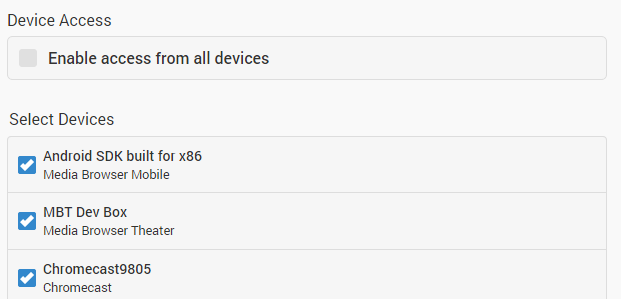 Device Access
Enable access from all devices
Select Devices
Android SDK built for x86
Media Browser Mobile
MBT Dev Box
Media Browser Theater
Chromecast9805
Chromecast